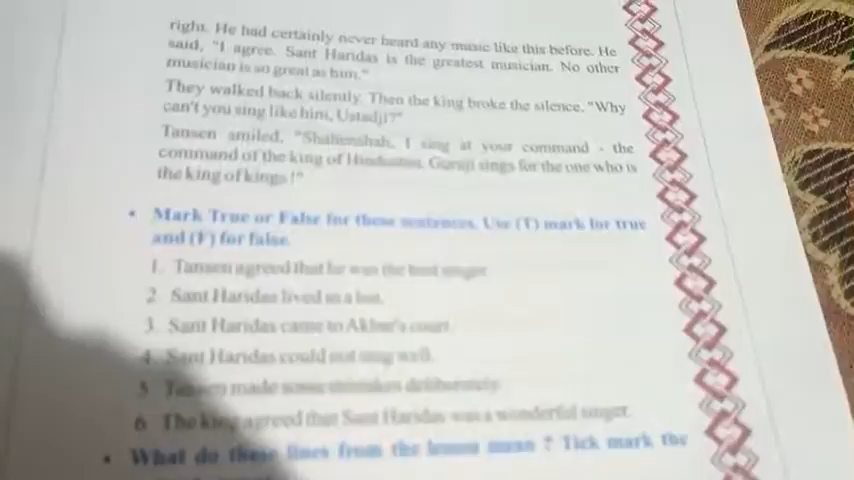 right. He had certainly never heard any music like this before. He
said, "I agree. Sant Haridas is the greatest musician. No other
musician is so great as him."
They walked back silently. Then the king broke the silence. "Why
can't you sing like him, Ustadji?"
Tansen smiled, "Shahenshah, I sing at your command - the
command of the king of Hindustan. Guruji sings for the one who is
the king of kings !"
• Mark True or False for these sentences. Use (T) mark for true
and (F) for false.
1. Tansen agreed that he was the best singer.
2. Sant Haridas lived in a hut.
3. Sant Haridas came to Akbar's court.
4. Sant Haridas could not sing well.
5. Tansen made some mistakes deliberately.
6. The king agreed that Sant Haridas was a wonderful singer.
• What do these lines from the lesson mean ? Tick mark the